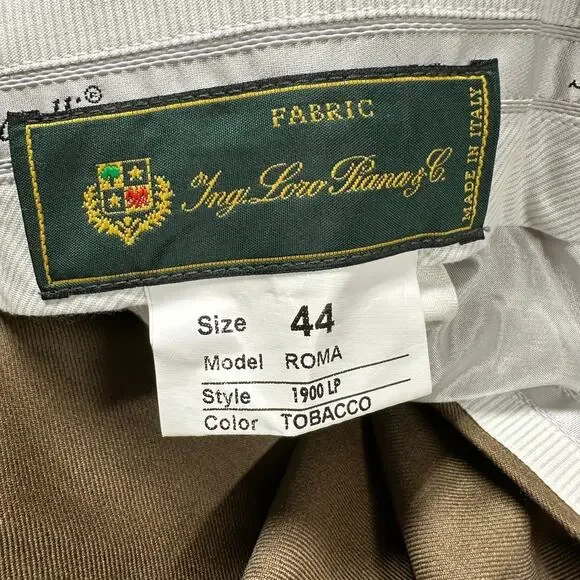 FABRIC
Ing. Loro Piana & C.
MADE IN ITALY
Size 44
Model ROMA
Style 1900 LP
Color TOBACCO